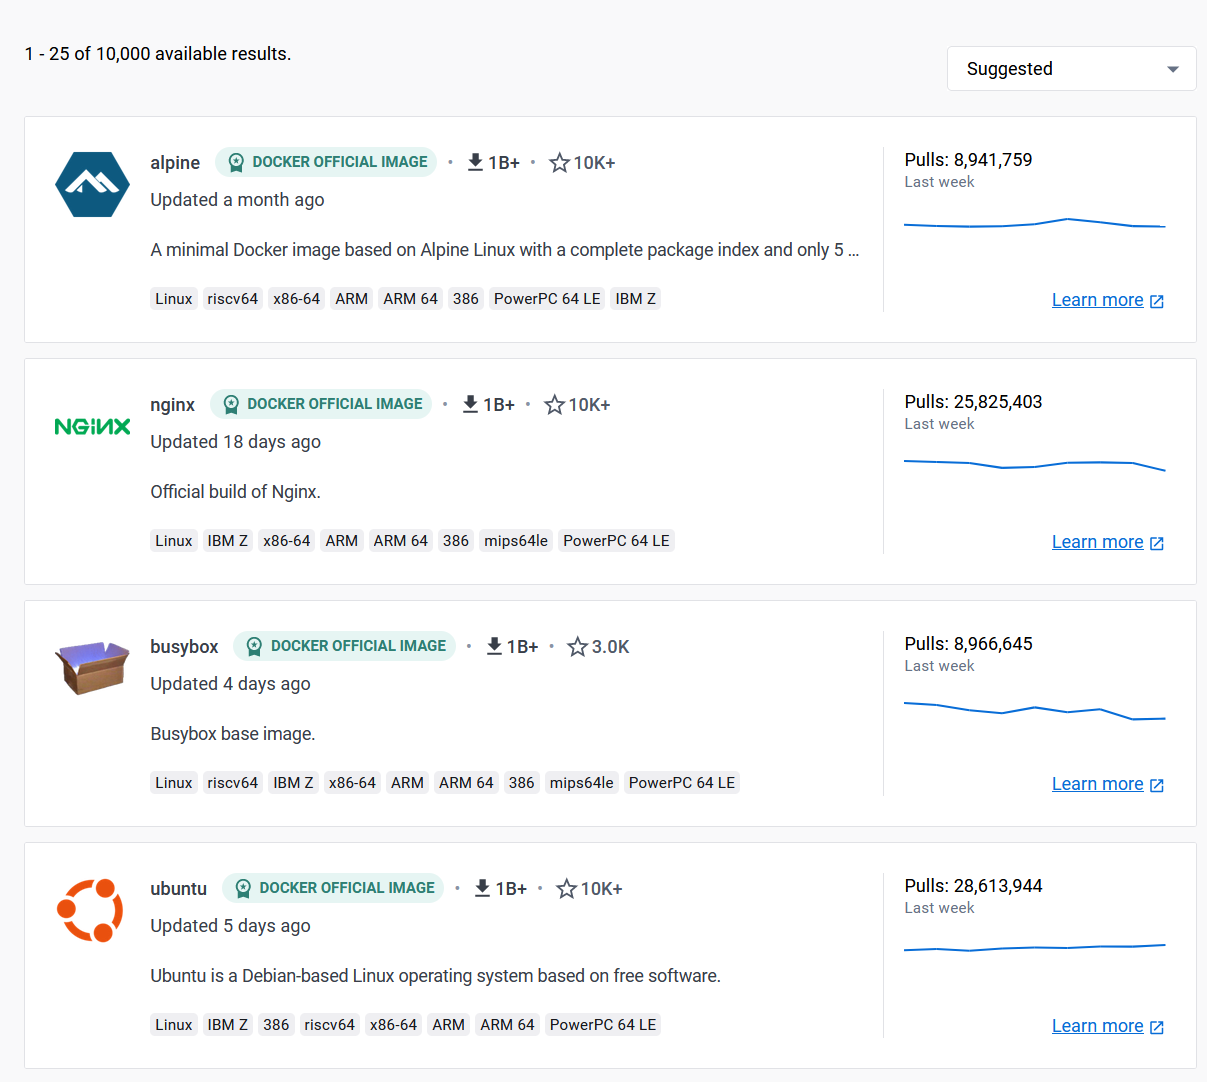 1 - 25 of 10,000 available results.
Suggested
alpine DOCKER OFFICIAL IMAGE • 1B+ • 10K+
Updated a month ago
A minimal Docker image based on Alpine Linux with a complete package index and only 5 ...
Linux riscv64 x86-64 ARM ARM 64 386 PowerPC 64 LE IBM Z
Pulls: 8,941,759
Last week
Learn more
NGINX
nginx DOCKER OFFICIAL IMAGE • 1B+ • 10K+
Updated 18 days ago
Official build of Nginx.
Linux IBM Z x86-64 ARM ARM 64 386 mips64le PowerPC 64 LE
Pulls: 25,825,403
Last week
Learn more
busybox DOCKER OFFICIAL IMAGE • 1B+ • 3.0K
Updated 4 days ago
Busybox base image.
Linux riscv64 IBM Z x86-64 ARM ARM 64 386 mips64le PowerPC 64 LE
Pulls: 8,966,645
Last week
Learn more
ubuntu DOCKER OFFICIAL IMAGE • 1B+ • 10K+
Updated 5 days ago
Ubuntu is a Debian-based Linux operating system based on free software.
Linux IBM Z 386 riscv64 x86-64 ARM ARM 64 PowerPC 64 LE
Pulls: 28,613,944
Last week
Learn more